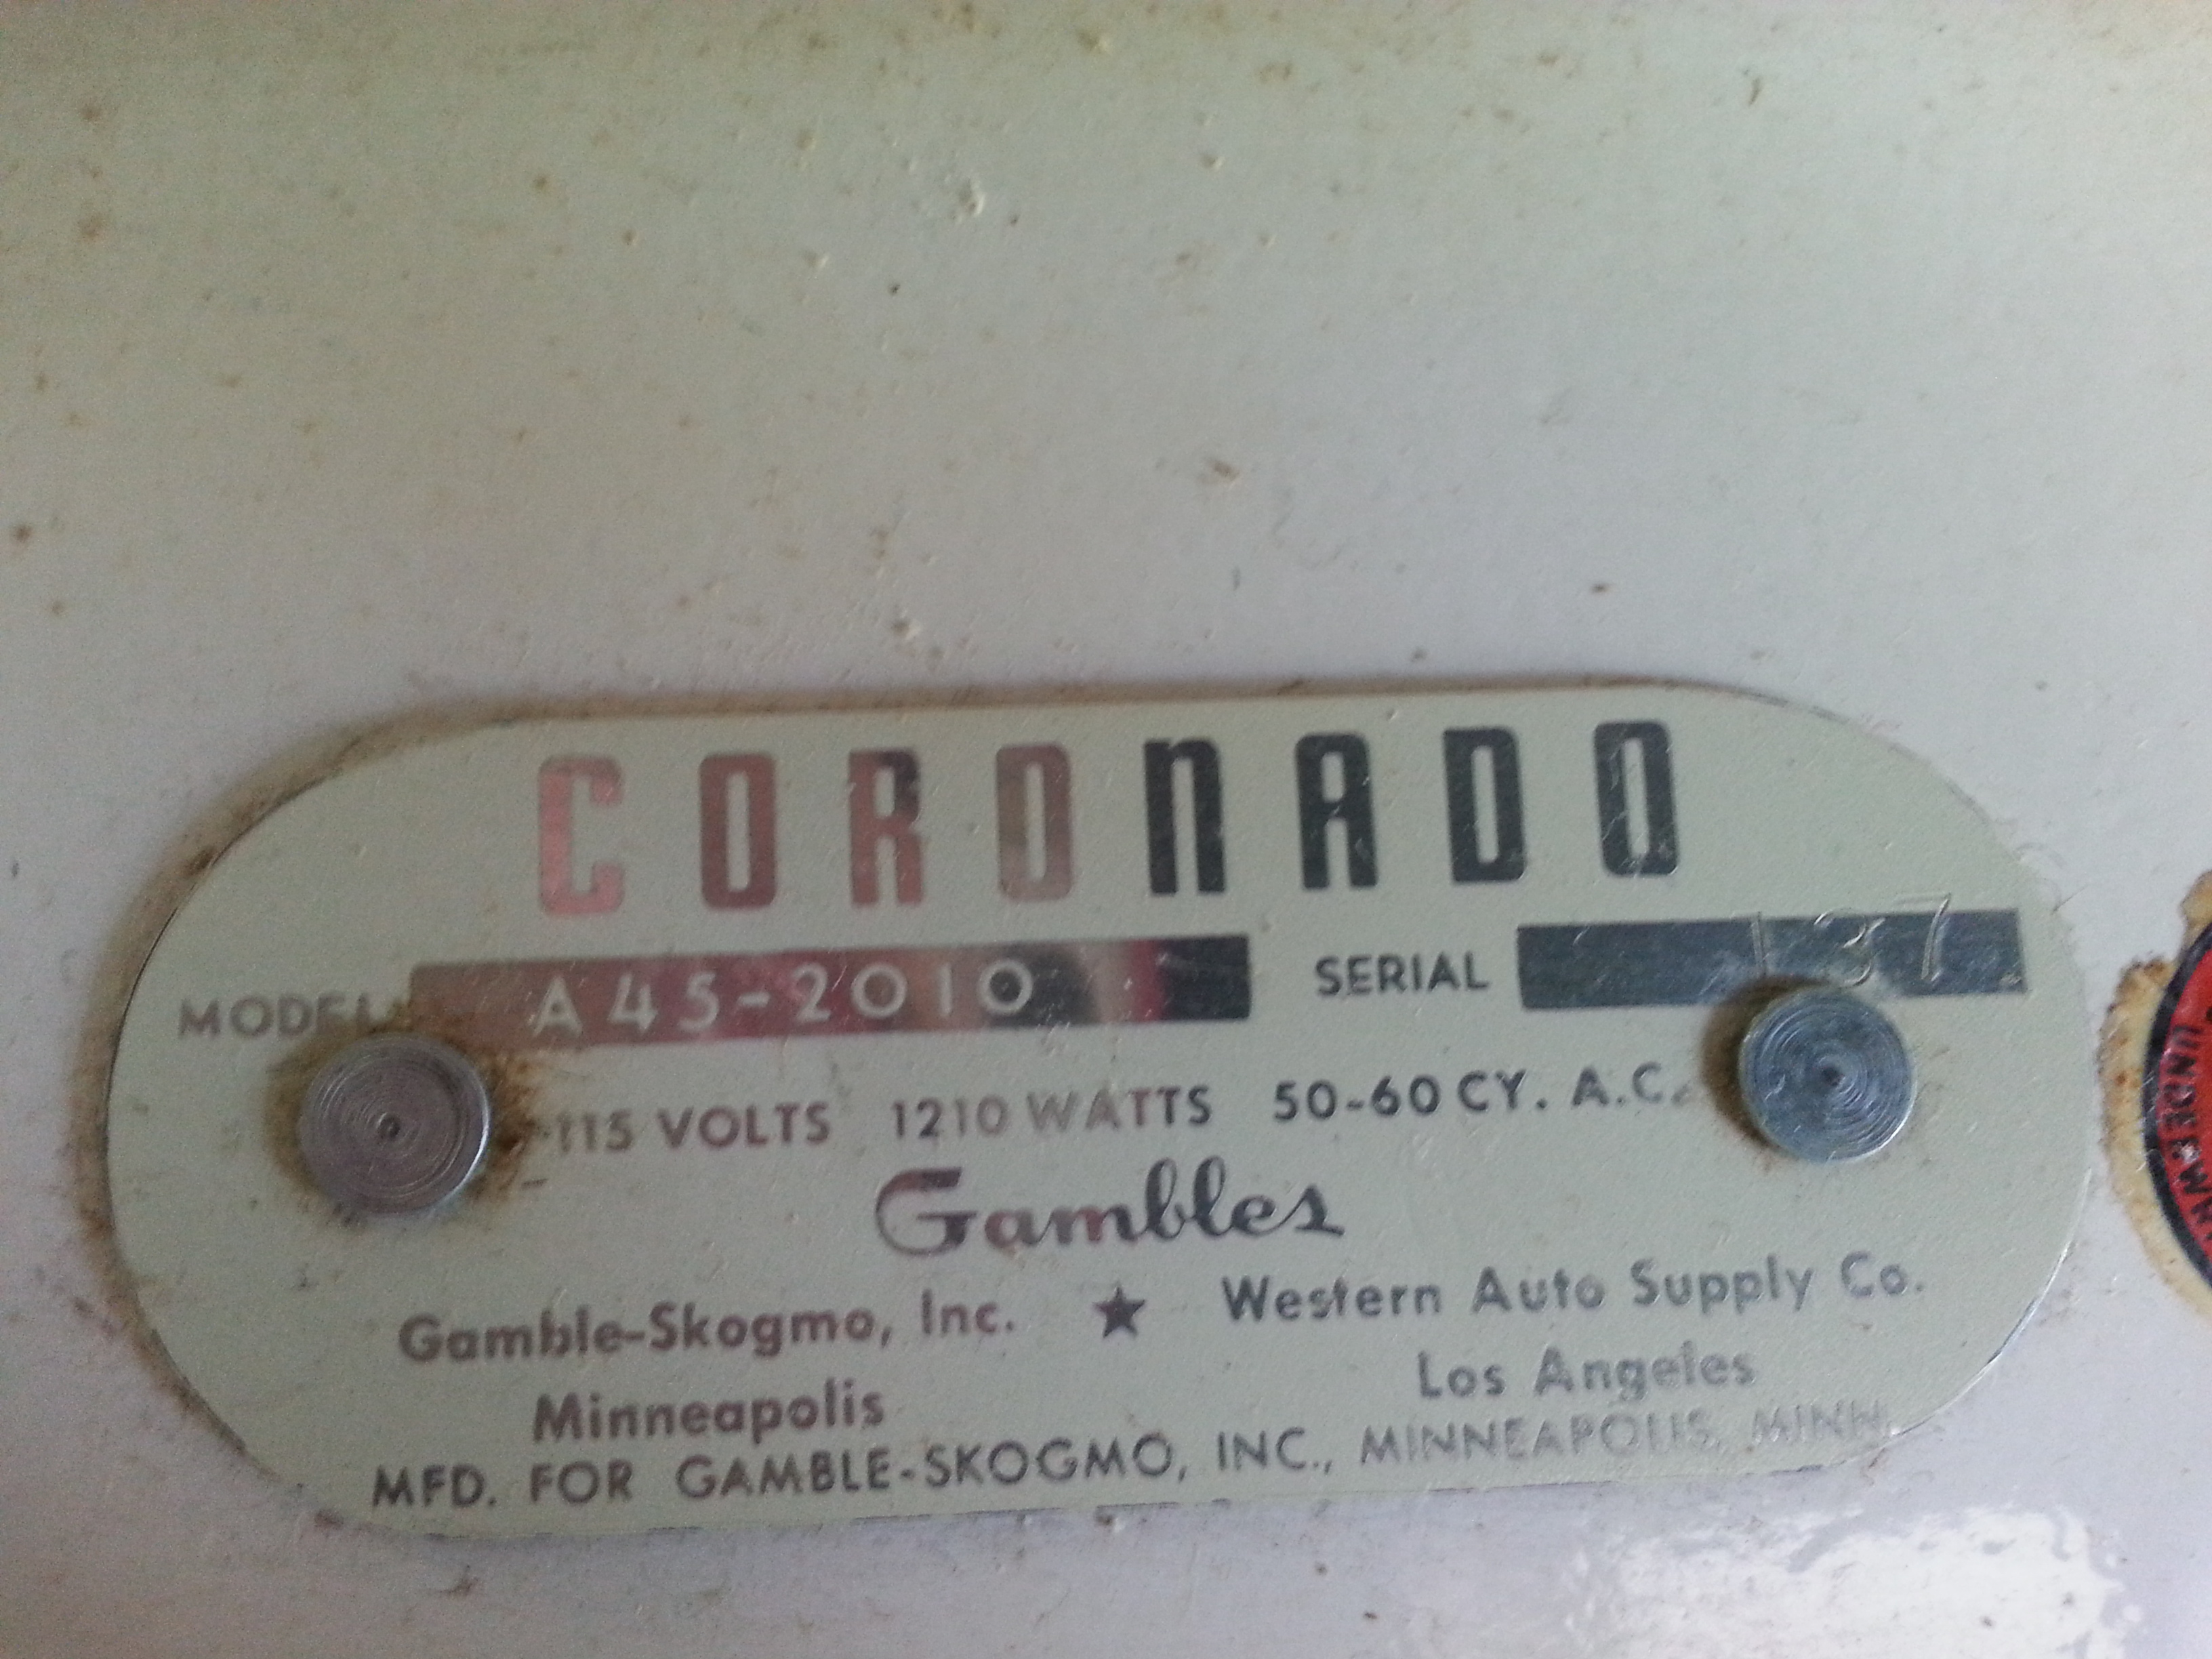 CORONADO
MODEL A45-2010 SERIAL 137
-115 VOLTS 1210 WATTS 50-60 CY. A.C.
Gambles
Gamble-Skogmo, Inc. ★ Western Auto Supply Co.
Minneapolis Los Angeles
MFD. FOR GAMBLE-SKOGMO, INC., MINNEAPOLIS, MINN.